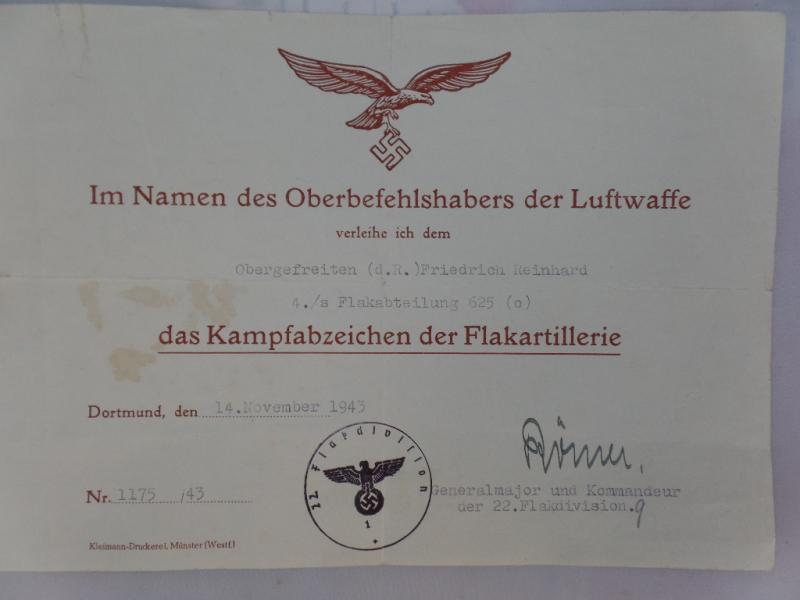 Im Namen des Oberbefehlshabers der Luftwaffe
verleihe ich dem
Obergefreiten (d.R.)Friedrich Reinhard
4./s Flakabteilung 625 (o)
das Kampfabzeichen der Flakartillerie
Dortmund, den 14.November 1943
22 Flakdivision
1
Nr. 1175 /43
Römer.
Generalmajor und Kommandeur
der 22.Flakdivision.
Kleimann-Druckerei, Münster (Westf.)